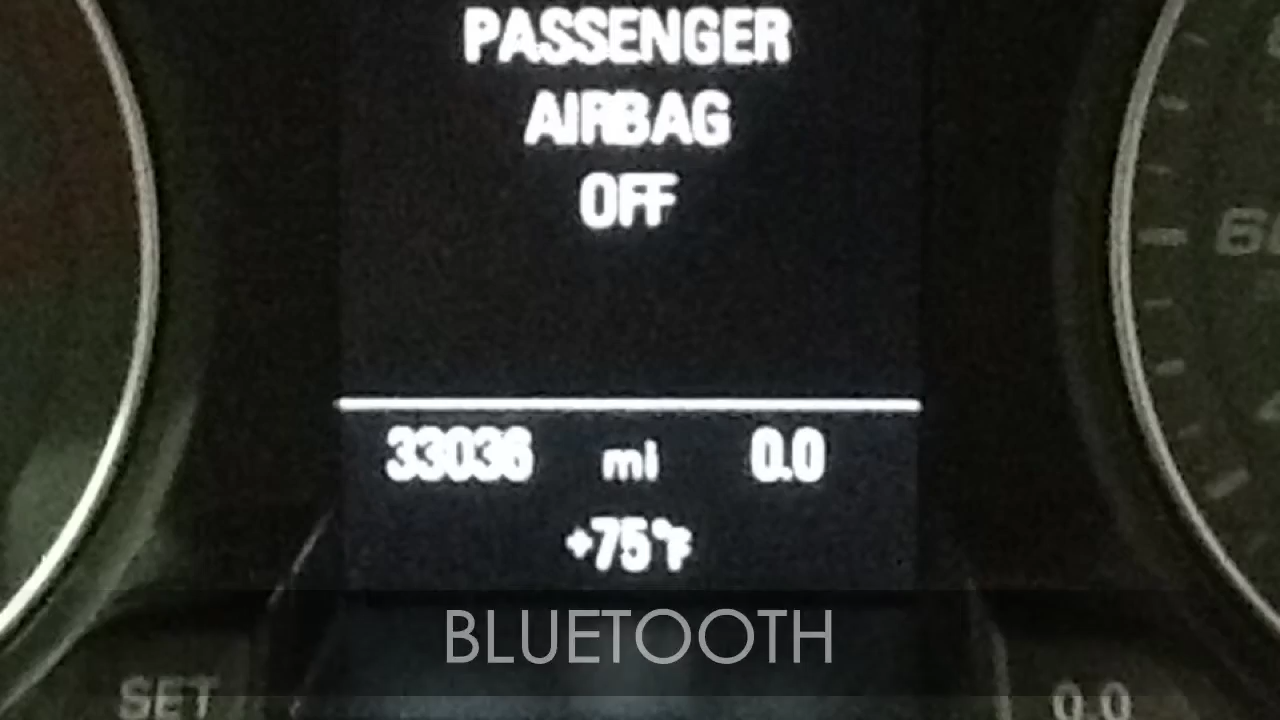 PASSENGER
AIRBAG
OFF
33036 mi 0.0
+75°F
BLUETOOTH
SET 0.0